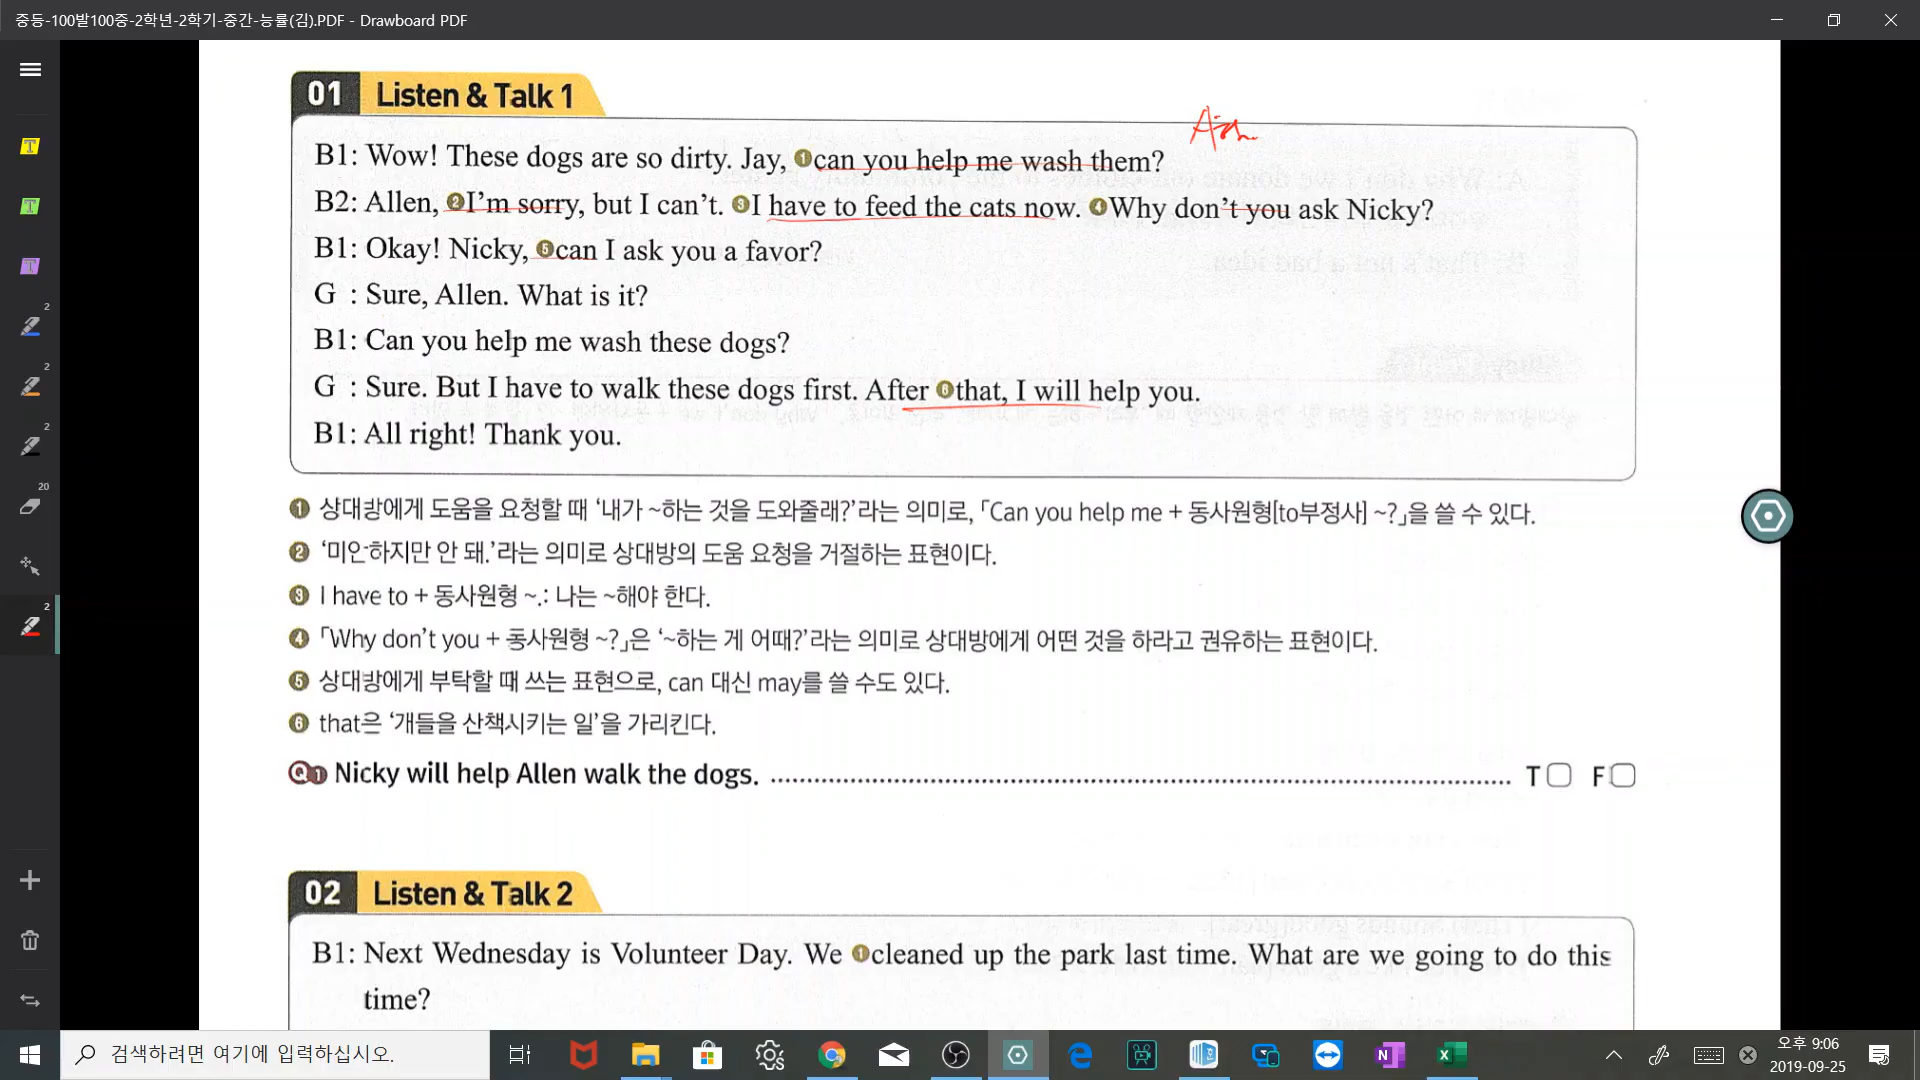 중등-100발100중-2학년-2학기-중간-능률(김).PDF - Drawboard PDF
01 Listen & Talk 1
B1: Wow! These dogs are so dirty. Jay, ❶can you help me wash them?
B2: Allen, ❷I'm sorry, but I can't. ❸I have to feed the cats now. ❹Why don't you ask Nicky?
B1: Okay! Nicky, ❺can I ask you a favor?
G : Sure, Allen. What is it?
B1: Can you help me wash these dogs?
G : Sure. But I have to walk these dogs first. After ❻that, I will help you.
B1: All right! Thank you.
❶ 상대방에게 도움을 요청할 때 '내가 ~하는 것을 도와줄래?'라는 의미로, 「Can you help me + 동사원형[to부정사] ~?」을 쓸 수 있다.
❷ '미안하지만 안 돼.'라는 의미로 상대방의 도움 요청을 거절하는 표현이다.
❸ I have to + 동사원형 ~.: 나는 ~해야 한다.
❹ 「Why don't you + 동사원형 ~?」은 '~하는 게 어때?'라는 의미로 상대방에게 어떤 것을 하라고 권유하는 표현이다.
❺ 상대방에게 부탁할 때 쓰는 표현으로, can 대신 may를 쓸 수도 있다.
❻ that은 '개들을 산책시키는 일'을 가리킨다.
Q1 Nicky will help Allen walk the dogs. T F
02 Listen & Talk 2
B1: Next Wednesday is Volunteer Day. We ❶cleaned up the park last time. What are we going to do this
time?
2
2
2
20
2
검색하려면 여기에 입력하십시오.
오후 9:06
2019-09-25